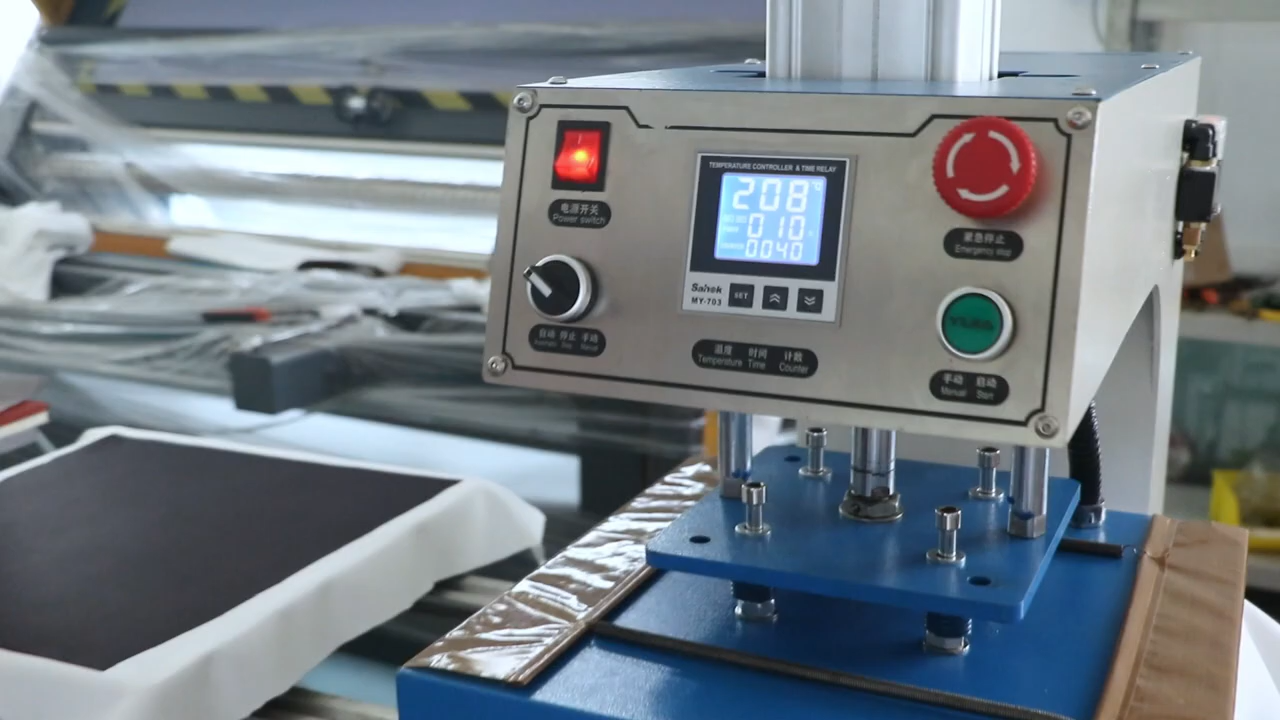 TEMPERATURE CONTROLLER & TIME RELAY
208 °C
010
0040
MY-703
SET
电源开关
Power switch
自动 停止 手动
Automatic Stop Manual
温度 时间 计数
Temperature Time Counter
紧急停止
Emergency stop
手动 启动
Manual Start